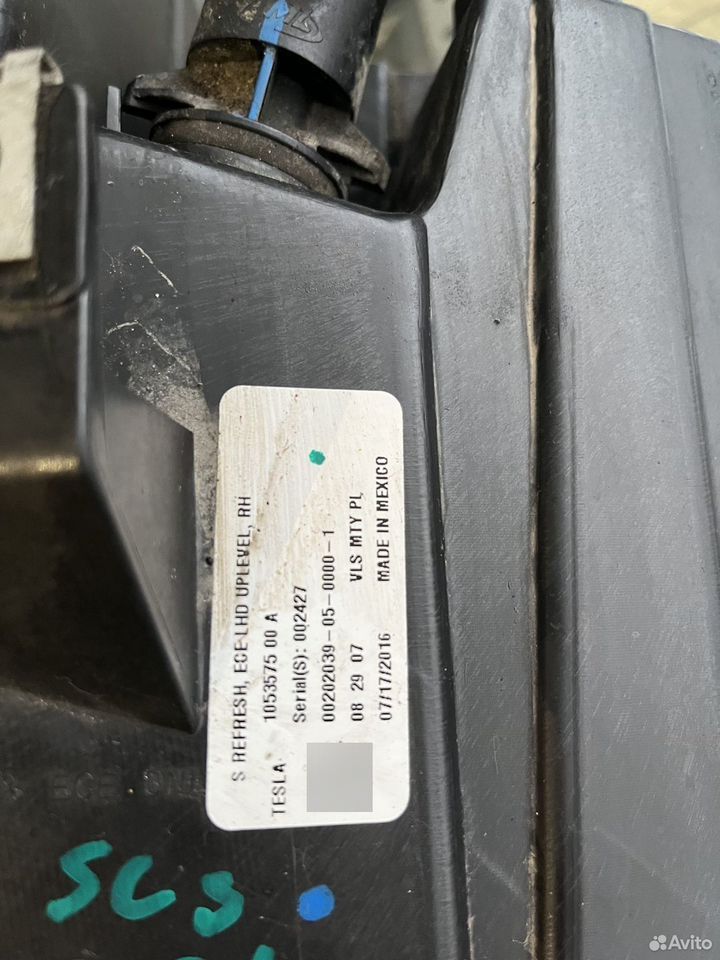 S REFRESH, ECE LHD UPLEVEL, RH
TESLA 1053575 00 A
Serial(S): 002427
00202039-05-0000-1
08 29 07 VLS MTY PL
07/17/2016 MADE IN MEXICO
ECE
SCS
Avito